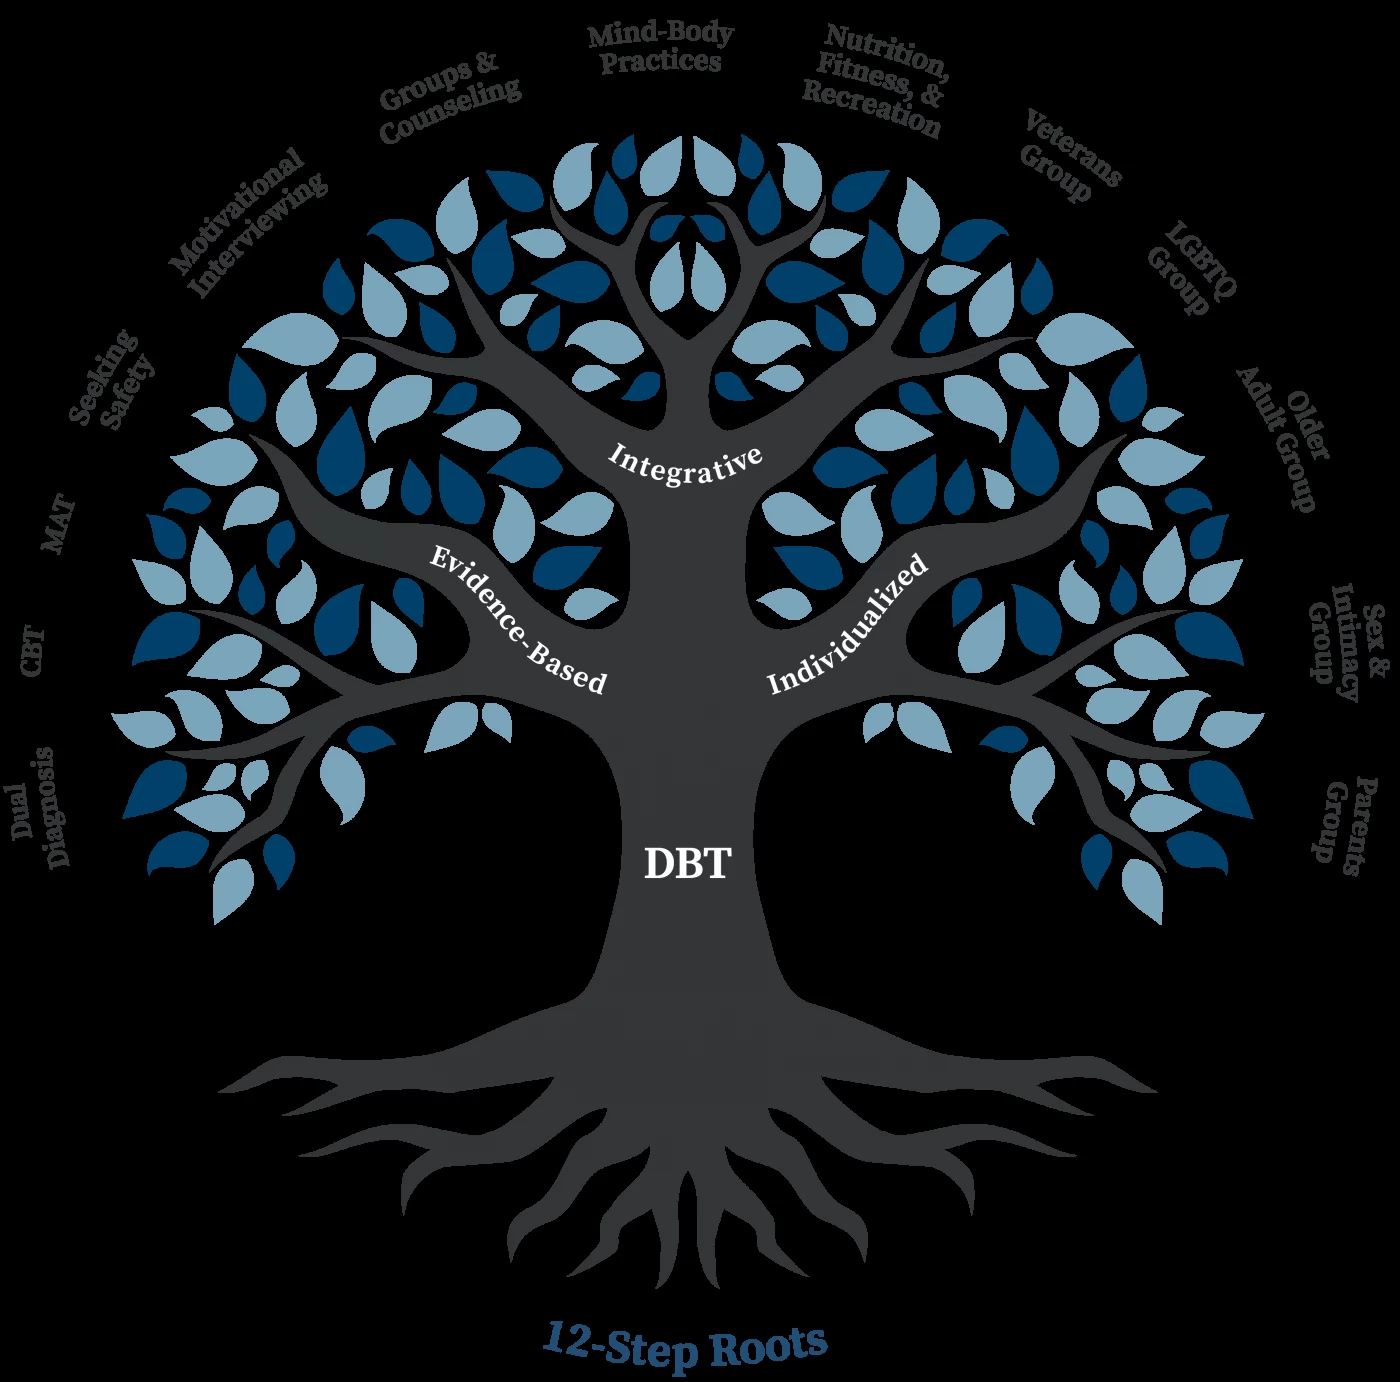 Mind-Body
Practices
Groups &
Counseling
Nutrition,
Fitness, &
Recreation
Motivational
Interviewing
Veterans
Group
Seeking
Safety
LGBTQ
Group
MAT
Older
Adult Group
CBT
Sex &
Intimacy
Group
Dual
Diagnosis
Parents
Group
Integrative
Evidence-Based
Individualized
DBT
12-Step Roots